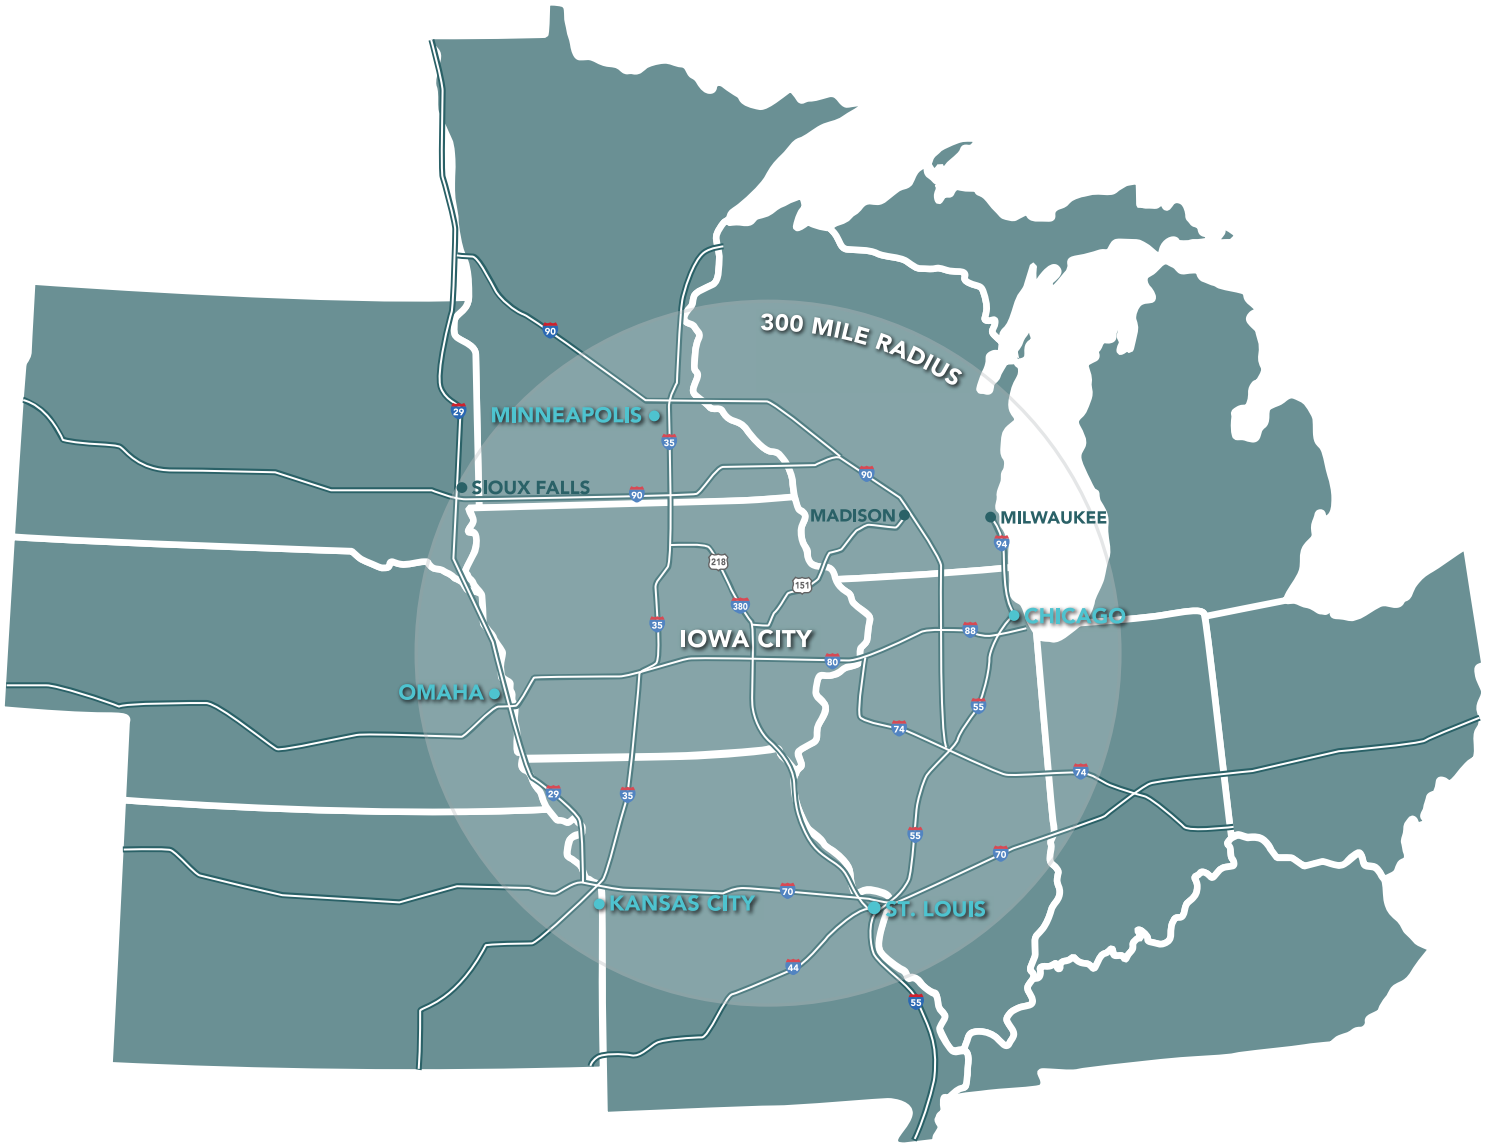 300 MILE RADIUS
90
29
MINNEAPOLIS
35
90
SIOUX FALLS
90
MADISON
MILWAUKEE
94
218
151
380
CHICAGO
35
88
IOWA CITY
80
OMAHA
55
74
74
29
35
55
70
70
KANSAS CITY
ST. LOUIS
44
55